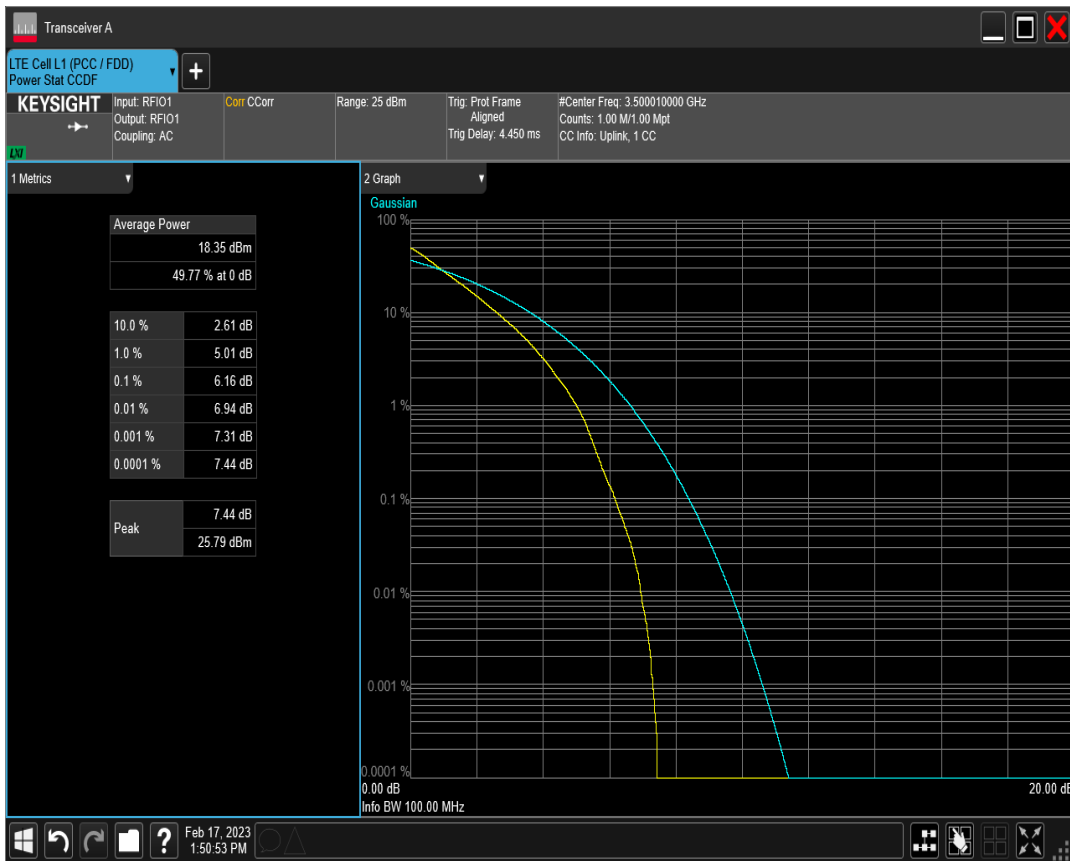 Transceiver A
LTE Cell L1 (PCC / FDD)
Power Stat CCDF
KEYSIGHT
LXI
Input: RFIO1
Output: RFIO1
Coupling: AC
Corr CCorr
Range: 25 dBm
Trig: Prot Frame
Aligned
Trig Delay: 4.450 ms
#Center Freq: 3.500010000 GHz
Counts: 1.00 M/1.00 Mpt
CC Info: Uplink, 1 CC
1 Metrics
Average Power
18.35 dBm
49.77 % at 0 dB
10.0 % 2.61 dB
1.0 % 5.01 dB
0.1 % 6.16 dB
0.01 % 6.94 dB
0.001 % 7.31 dB
0.0001 % 7.44 dB
Peak
7.44 dB
25.79 dBm
2 Graph
Gaussian
100 %
10 %
1 %
0.1 %
0.01 %
0.001 %
0.0001 %
0.00 dB 20.00 dB
Info BW 100.00 MHz
?
Feb 17, 2023
1:50:53 PM